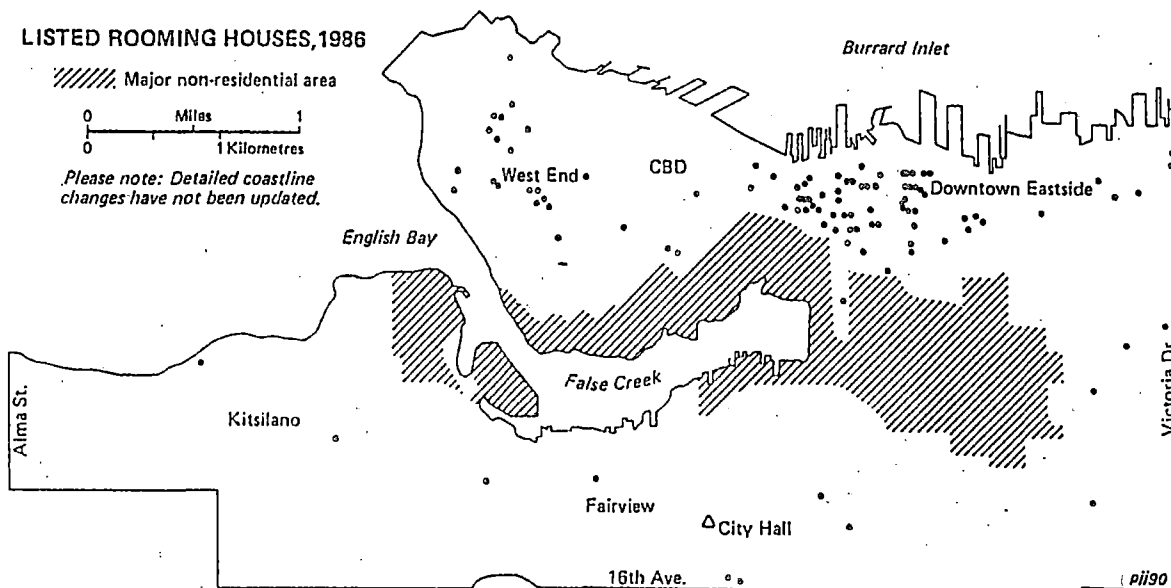 LISTED ROOMING HOUSES, 1986
Major non-residential area
0 Miles 1
0 1 Kilometres
Please note: Detailed coastline
changes have not been updated.
Burrard Inlet
West End
CBD
Downtown Eastside
English Bay
False Creek
Alma St.
Kitsilano
Victoria Dr.
Fairview
City Hall
16th Ave.
pii90